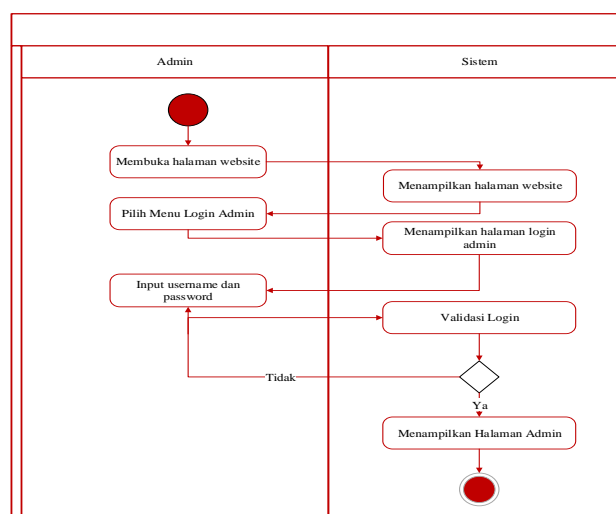 Admin
Sistem
Membuka halaman website
Menampilkan halaman website
Pilih Menu Login Admin
Menampilkan halaman login
admin
Input username dan
password
Validasi Login
Tidak
Ya
Menampilkan Halaman Admin